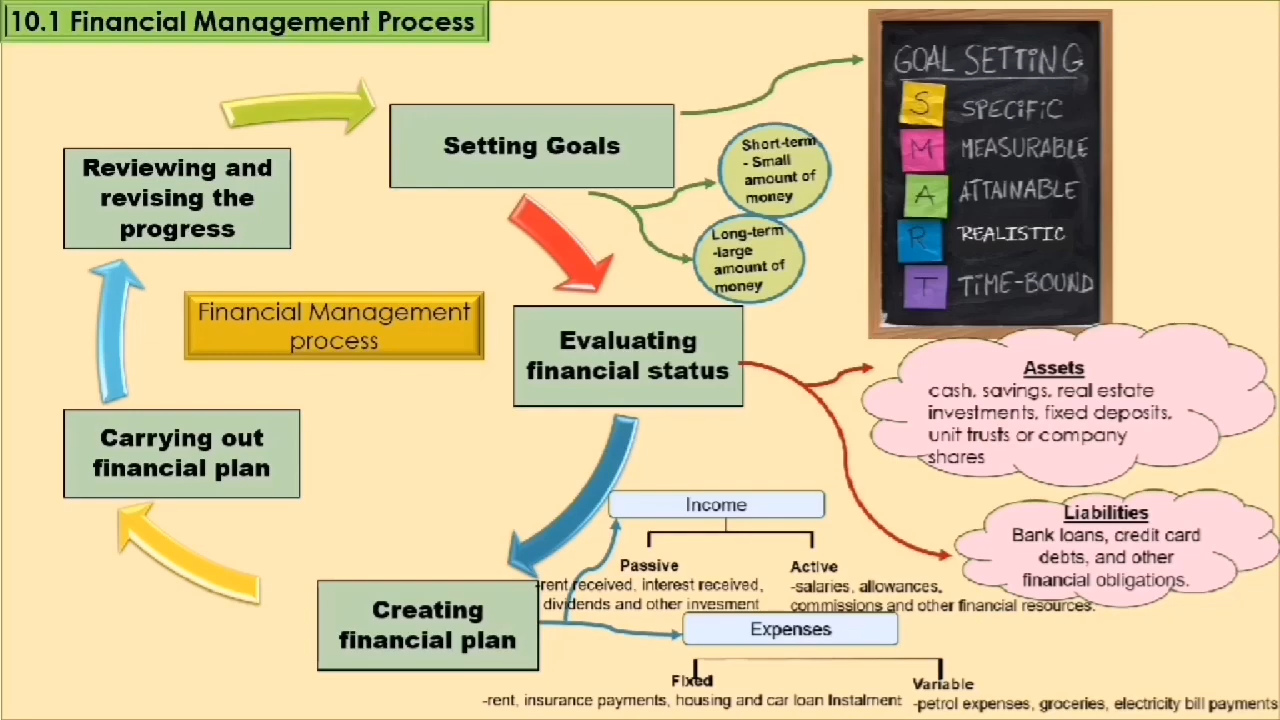 10.1 Financial Management Process
Setting Goals
Short-term
- Small
amount of
money
Long-term
-large
amount of
money
GOAL SETTING
S SPECIFIC
M MEASURABLE
A ATTAINABLE
R REALISTIC
T TIME-BOUND
Reviewing and
revising the
progress
Financial Management
process
Evaluating
financial status
Assets
cash, savings, real estate
investments, fixed deposits,
unit trusts or company
shares
Liabilities
Bank loans, credit card
debts, and other
financial obligations.
Carrying out
financial plan
Creating
financial plan
Income
Passive
-rent received, interest received,
dividends and other invesment
Active
-salaries, allowances,
commissions and other financial resources.
Expenses
Fixed
-rent, insurance payments, housing and car loan Instalment
Variable
-petrol expenses, groceries, electricity bill payments